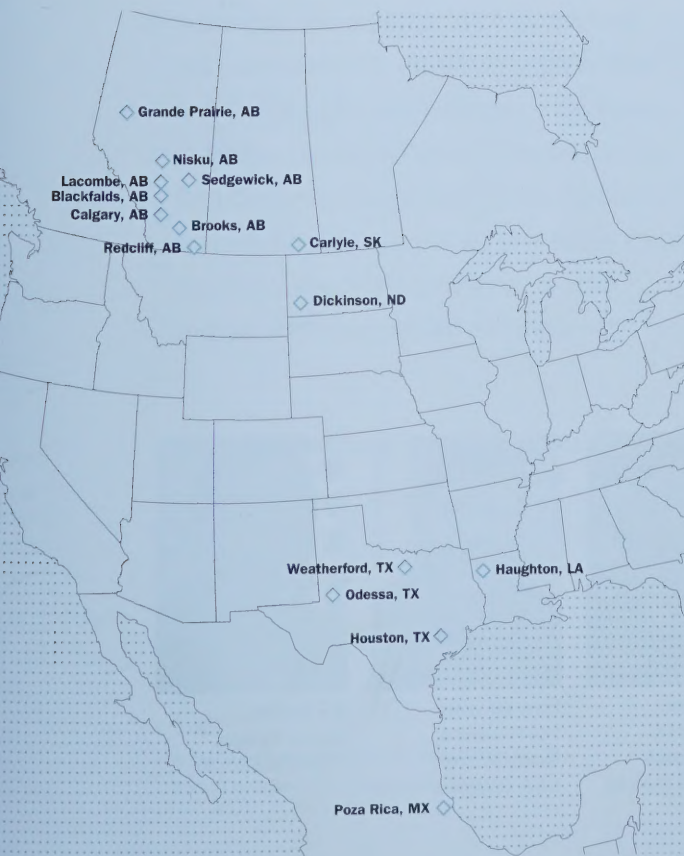 Grande Prairie, AB
Nisku, AB
Lacombe, AB
Sedgewick, AB
Blackfalds, AB
Calgary, AB
Brooks, AB
Redcliff, AB
Carlyle, SK
Dickinson, ND
Weatherford, TX
Haughton, LA
Odessa, TX
Houston, TX
Poza Rica, MX